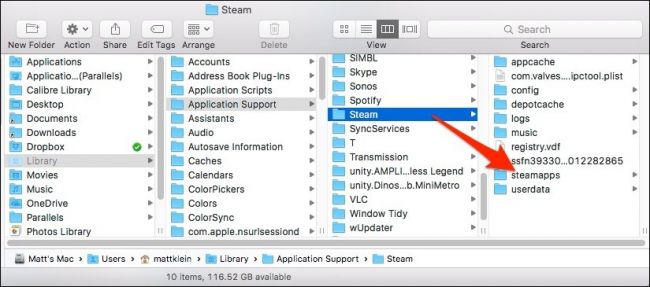 Steam
New Folder
Action
Share
Edit Tags
Arrange
Delete
View
Search
Search
Applications
Applicatio...(Parallels)
Calibre Library
Desktop
Documents
Downloads
Dropbox
Library
Movies
Music
OneDrive
Parallels
Photos Library
Accounts
Address Book Plug-Ins
Application Scripts
Application Support
Assistants
Audio
Autosave Information
Caches
Calendars
ColorPickers
Colors
ColorSync
com.apple.nsurlsessiond
SIMBL
Skype
Sonos
Spotify
Steam
SyncServices
T
Transmission
unity.AMPLI...less Legend
unity.Dinos...b.MiniMetro
VLC
Window Tidy
wUpdater
appcache
com.valves....ipctool.plist
config
depotcache
logs
music
registry.vdf
ssfn39330...012282865
steamapps
userdata
Matt's Mac
Users
mattklein
Library
Application Support
Steam
10 items, 116.52 GB available